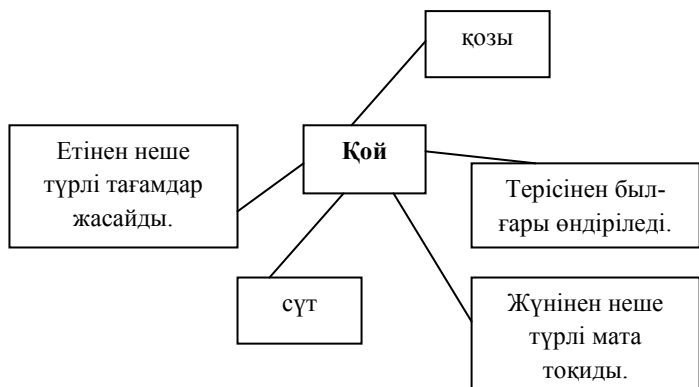 қозы
Етінен неше
түрлі тағамдар
жасайды.
Қой
Терісінен был-
ғары өндіріледі.
сүт
Жүнінен неше
түрлі мата
тоқиды.